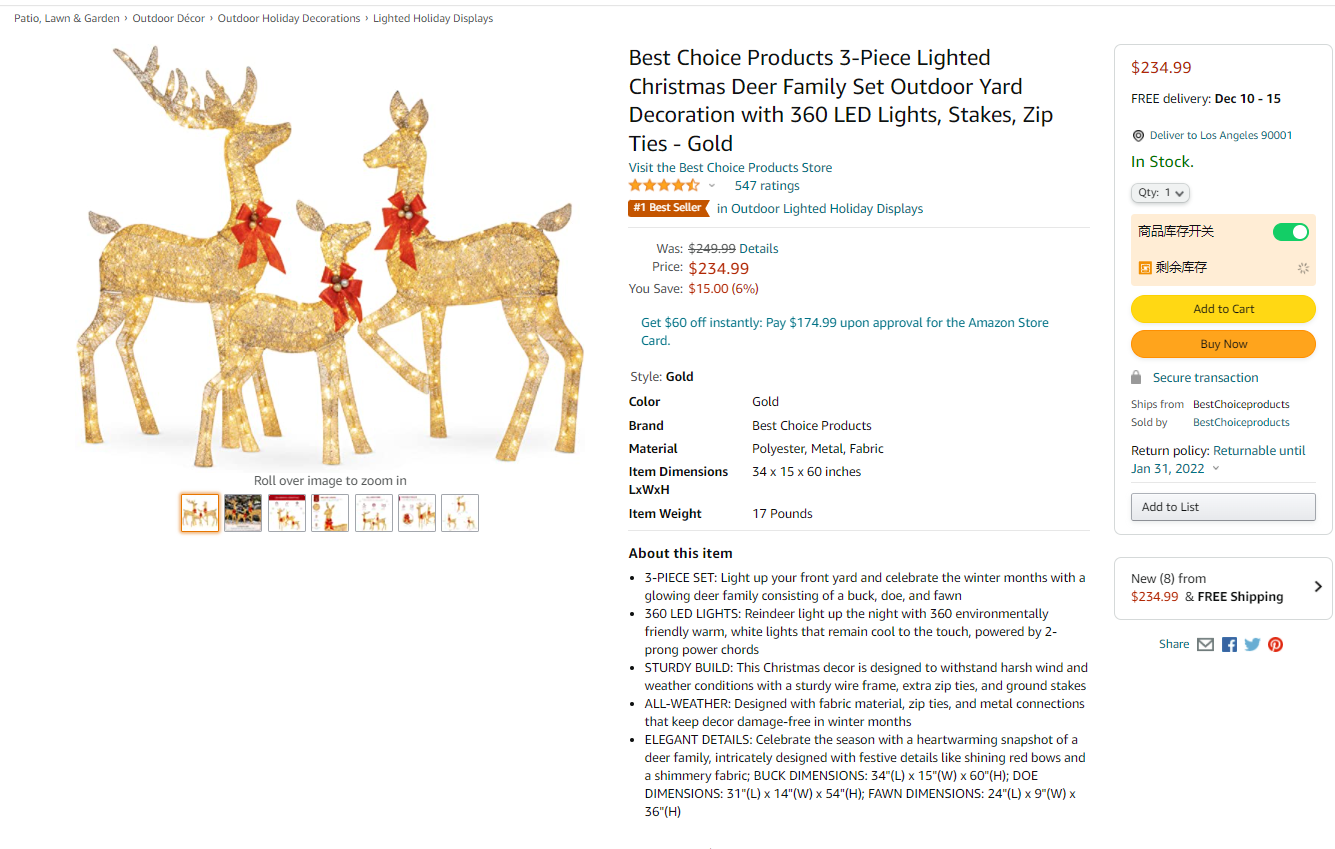 Patio, Lawn & Garden › Outdoor Décor › Outdoor Holiday Decorations › Lighted Holiday Displays
Roll over image to zoom in
Best Choice Products 3-Piece Lighted
Christmas Deer Family Set Outdoor Yard
Decoration with 360 LED Lights, Stakes, Zip
Ties - Gold
Visit the Best Choice Products Store
547 ratings
#1 Best Seller in Outdoor Lighted Holiday Displays
Was: $249.99 Details
Price: $234.99
You Save: $15.00 (6%)
Get $60 off instantly: Pay $174.99 upon approval for the Amazon Store
Card.
Style: Gold
Color Gold
Brand Best Choice Products
Material Polyester, Metal, Fabric
Item Dimensions 34 x 15 x 60 inches
LxWxH
Item Weight 17 Pounds
About this item
• 3-PIECE SET: Light up your front yard and celebrate the winter months with a
glowing deer family consisting of a buck, doe, and fawn
• 360 LED LIGHTS: Reindeer light up the night with 360 environmentally
friendly warm, white lights that remain cool to the touch, powered by 2-
prong power chords
• STURDY BUILD: This Christmas decor is designed to withstand harsh wind and
weather conditions with a sturdy wire frame, extra zip ties, and ground stakes
• ALL-WEATHER: Designed with fabric material, zip ties, and metal connections
that keep decor damage-free in winter months
• ELEGANT DETAILS: Celebrate the season with a heartwarming snapshot of a
deer family, intricately designed with festive details like shining red bows and
a shimmery fabric; BUCK DIMENSIONS: 34"(L) x 15"(W) x 60"(H); DOE
DIMENSIONS: 31"(L) x 14"(W) x 54"(H); FAWN DIMENSIONS: 24"(L) x 9"(W) x
36"(H)
$234.99
FREE delivery: Dec 10 - 15
Deliver to Los Angeles 90001
In Stock.
Qty: 1
商品库存开关
剩余库存
Add to Cart
Buy Now
Secure transaction
Ships from BestChoiceproducts
Sold by BestChoiceproducts
Return policy: Returnable until
Jan 31, 2022
Add to List
New (8) from
$234.99 & FREE Shipping
Share